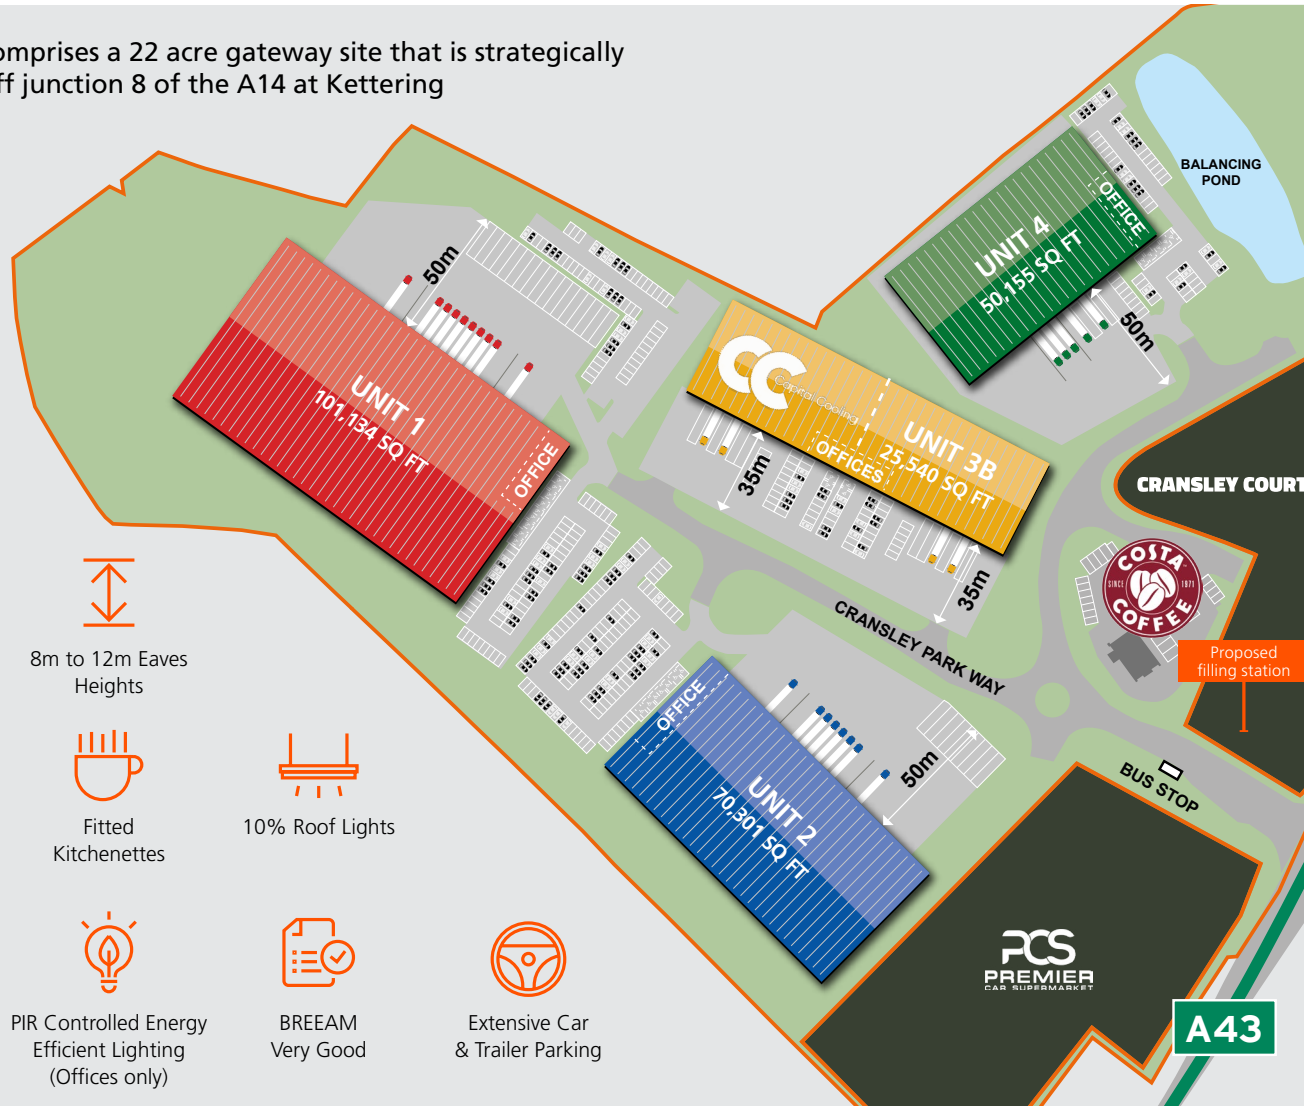 omprises a 22 acre gateway site that is strategically
ff junction 8 of the A14 at Kettering
BALANCING
POND
OFFICE
UNIT 4
50,155 SQ FT
50m
50m
UNIT 1
101,134 SQ FT
OFFICE
CC
Capital Cooling
OFFICES
UNIT 3B
25,540 SQ FT
35m
35m
CRANSLEY COURT
COSTA
SINCE 1971
COFFEE
Proposed
filling station
CRANSLEY PARK WAY
OFFICE
UNIT 2
70,301 SQ FT
50m
BUS STOP
PCS
PREMIER
CAR SUPERMARKET
A43
8m to 12m Eaves
Heights
Fitted
Kitchenettes
10% Roof Lights
PIR Controlled Energy
Efficient Lighting
(Offices only)
BREEAM
Very Good
Extensive Car
& Trailer Parking